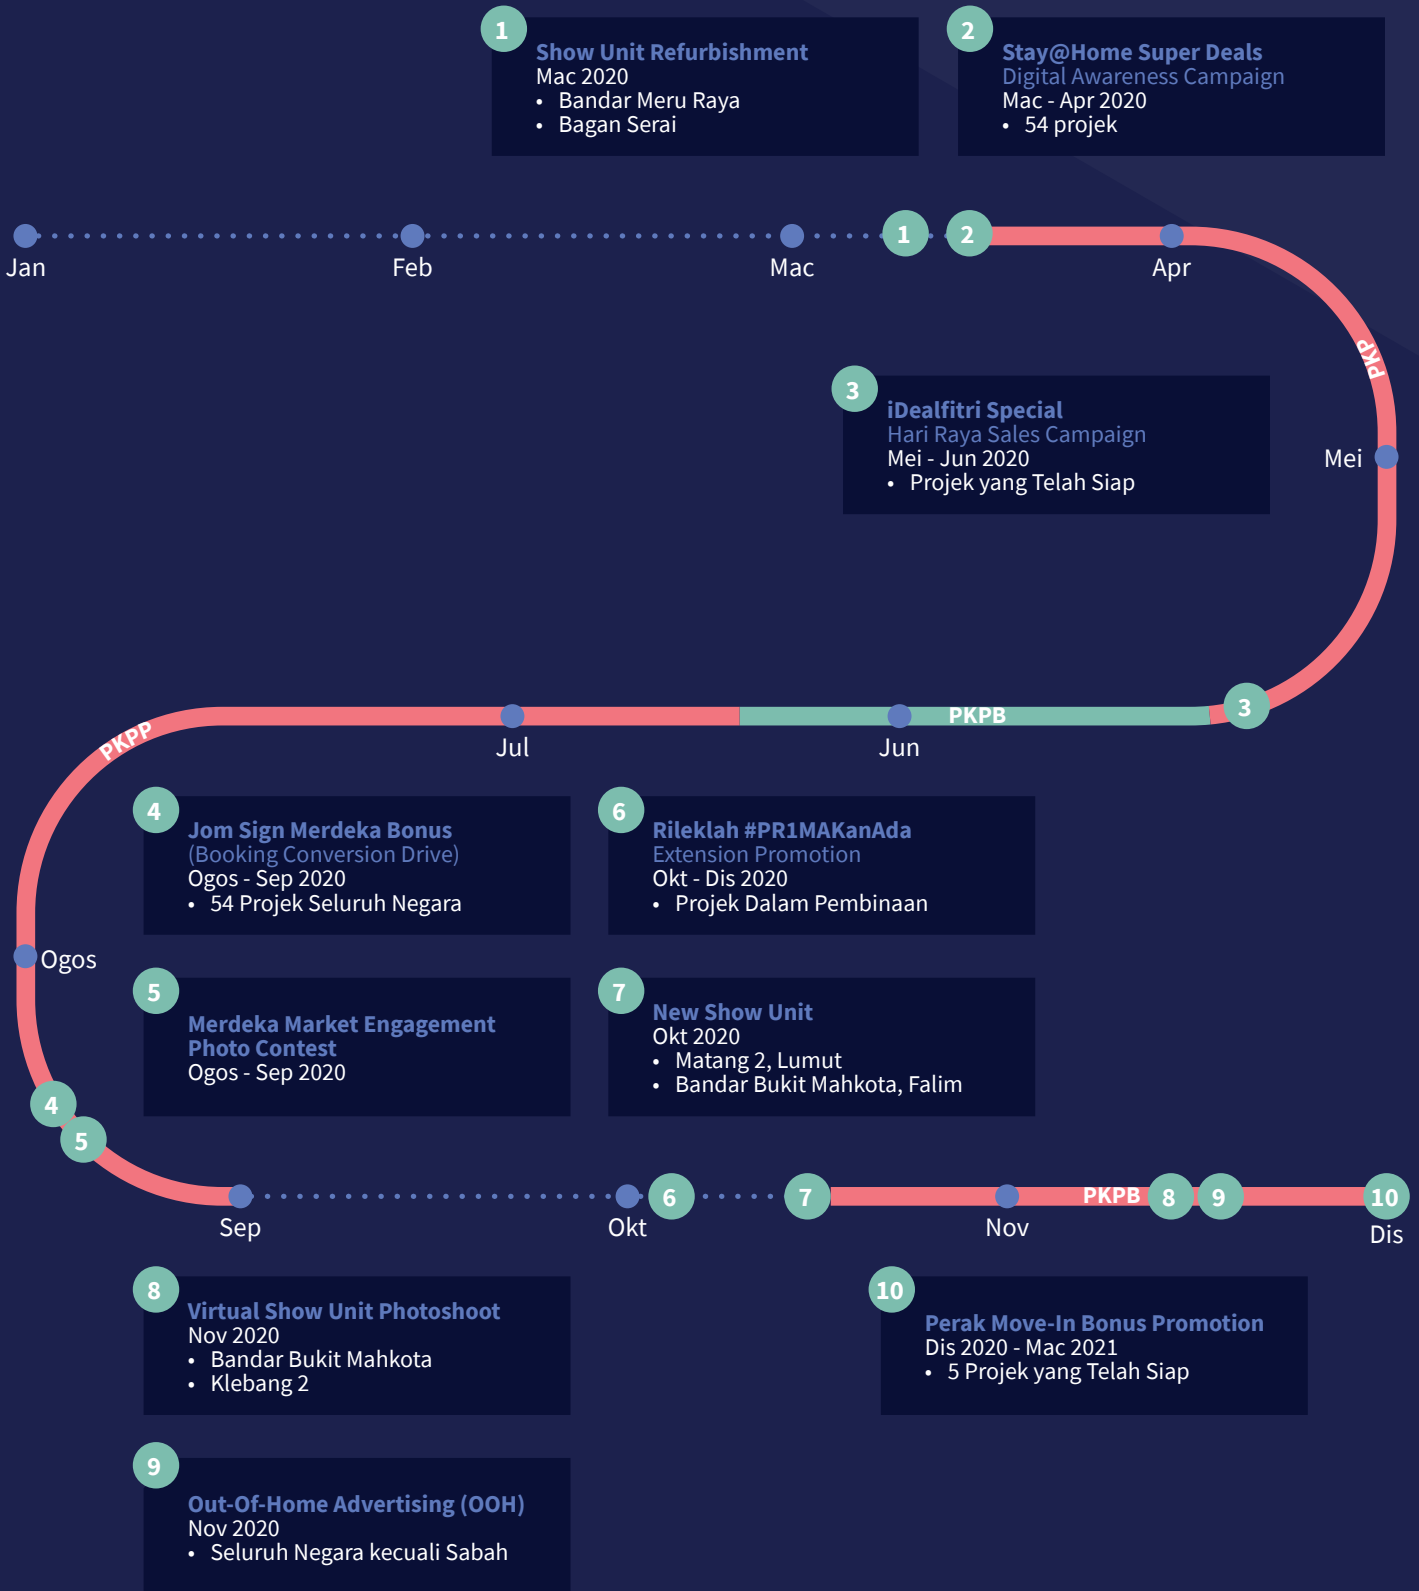 1
Show Unit Refurbishment
Mac 2020
• Bandar Meru Raya
• Bagan Serai
2
Stay@Home Super Deals
Digital Awareness Campaign
Mac - Apr 2020
• 54 projek
1
2
Jan
Feb
Mac
Apr
PKP
3
iDealfitri Special
Hari Raya Sales Campaign
Mei - Jun 2020
• Projek yang Telah Siap
Mei
3
PKPB
Jun
Jul
PKPP
4
Jom Sign Merdeka Bonus
(Booking Conversion Drive)
Ogos - Sep 2020
• 54 Projek Seluruh Negara
6
Rileklah #PR1MAKanAda
Extension Promotion
Okt - Dis 2020
• Projek Dalam Pembinaan
Ogos
5
Merdeka Market Engagement
Photo Contest
Ogos - Sep 2020
7
New Show Unit
Okt 2020
• Matang 2, Lumut
• Bandar Bukit Mahkota, Falim
4
5
6
7
PKPB
8
9
10
Sep
Okt
Nov
Dis
8
Virtual Show Unit Photoshoot
Nov 2020
• Bandar Bukit Mahkota
• Klebang 2
10
Perak Move-In Bonus Promotion
Dis 2020 - Mac 2021
• 5 Projek yang Telah Siap
9
Out-Of-Home Advertising (OOH)
Nov 2020
• Seluruh Negara kecuali Sabah